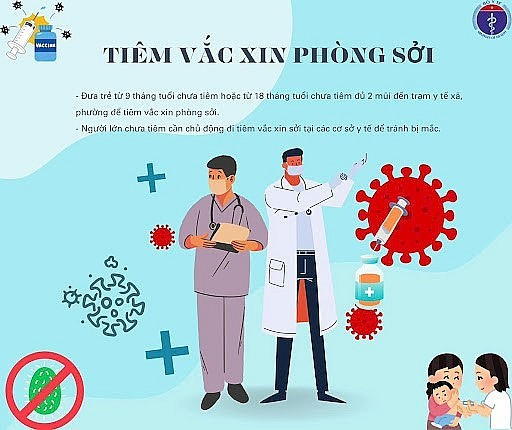 BỘ Y TẾ
VACCINE
TIÊM VẮC XIN PHÒNG SỞI
- Đưa trẻ từ 9 tháng tuổi chưa tiêm hoặc từ 18 tháng tuổi chưa tiêm đủ 2 mũi đến trạm y tế xã,
phường để tiêm vắc xin phòng sởi.
- Người lớn chưa tiêm cần chủ động đi tiêm vắc xin sởi tại các cơ sở y tế để tránh bị mắc.